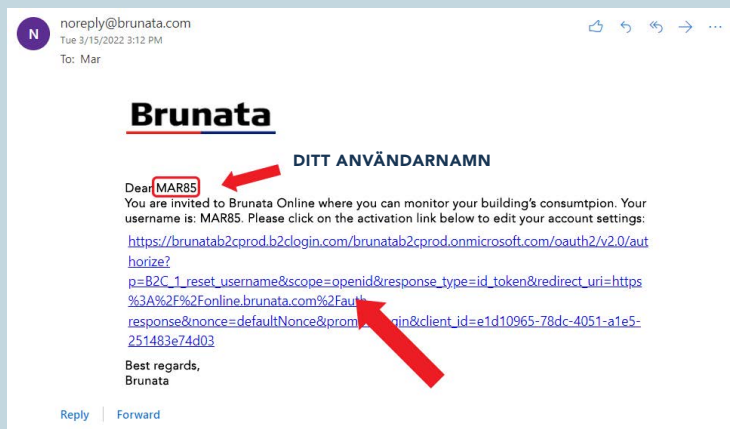 N
noreply@brunata.com
Tue 3/15/2022 3:12 PM
To: Mar
Brunata
DITT ANVÄNDARNAMN
Dear MAR85
You are invited to Brunata Online where you can monitor your building's consumtpion. Your
username is: MAR85. Please click on the activation link below to edit your account settings:
https://brunatab2cprod.b2clogin.com/brunatab2cprod.onmicrosoft.com/oauth2/v2.0/aut
horize?
p=B2C_1_reset_username&scope=openid&response_type=id_token&redirect_uri=https
%3A%2F%2Fonline.brunata.com%2Fauth-
response&nonce=defaultNonce&prom gin&client_id=e1d10965-78dc-4051-a1e5-
251483e74d03
Best regards,
Brunata
Reply Forward